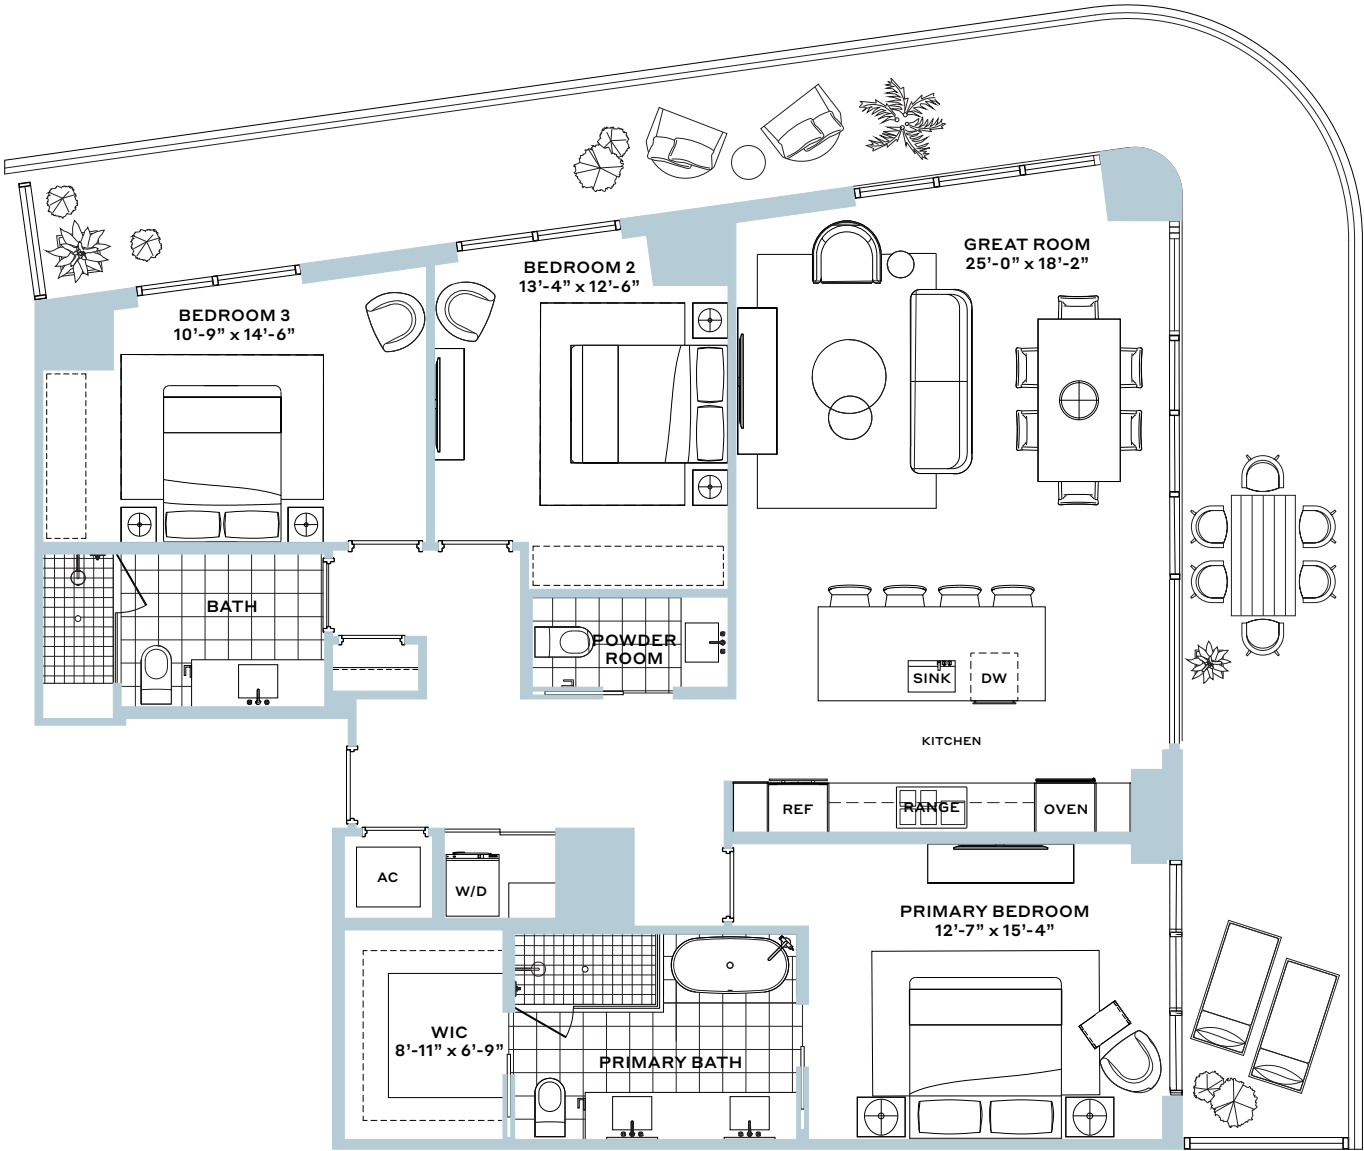 GREAT ROOM
25'-0" x 18'-2"
BEDROOM 2
13'-4" x 12'-6"
BEDROOM 3
10'-9" x 14'-6"
BATH
POWDER
ROOM
SINK
DW
KITCHEN
REF
RANGE
OVEN
AC
W/D
PRIMARY BEDROOM
12'-7" x 15'-4"
WIC
8'-11" x 6'-9"
PRIMARY BATH